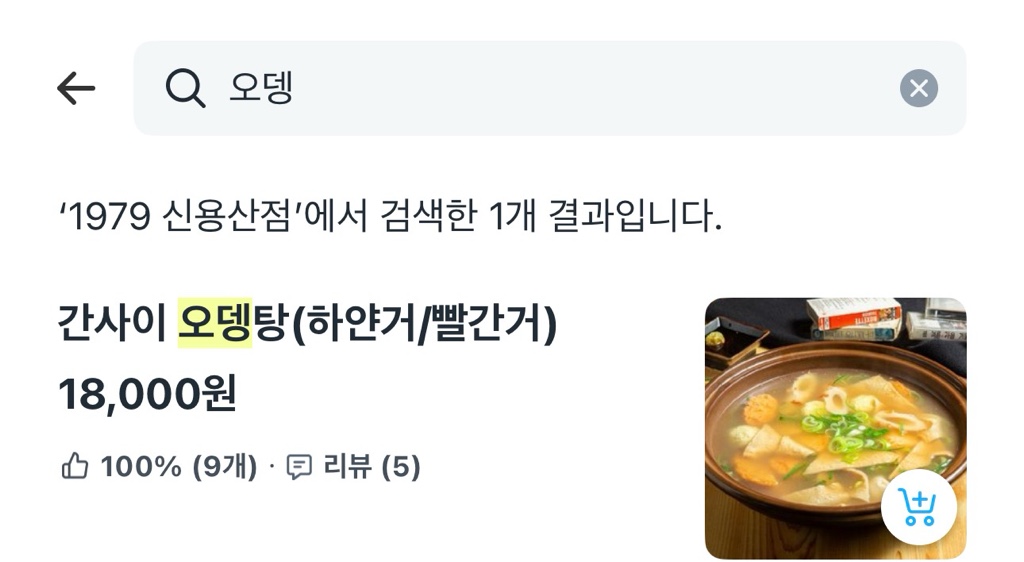 오뎅
‘1979 신용산점’에서 검색한 1개 결과입니다.
간사이 오뎅탕(하얀거/빨간거)
18,000원
100% (9개) · 리뷰 (5)